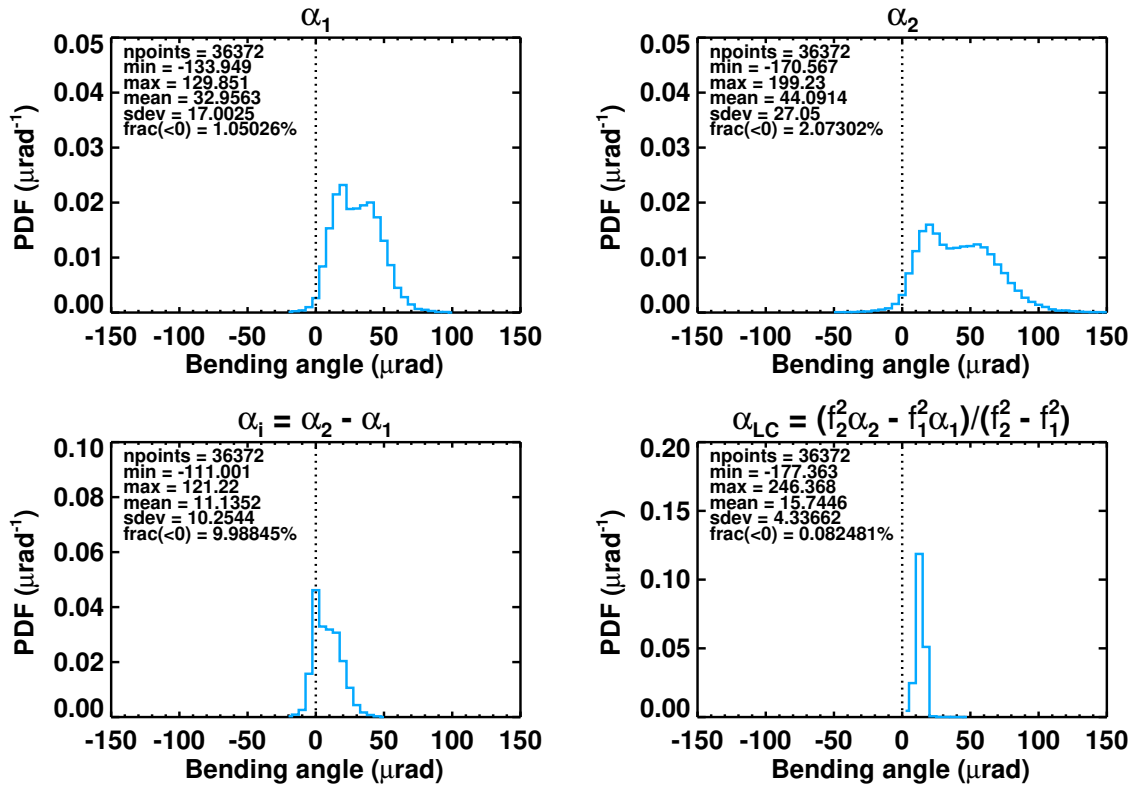 α₁
0.05
0.04
0.03
0.02
0.01
0.00
PDF (μrad⁻¹)
npoints = 36372
min = -133.949
max = 129.851
mean = 32.9563
sdev = 17.0025
frac(<0) = 1.05026%
-150 -100 -50 0 50 100 150
Bending angle (μrad)
α₂
0.05
0.04
0.03
0.02
0.01
0.00
PDF (μrad⁻¹)
npoints = 36372
min = -170.567
max = 199.23
mean = 44.0914
sdev = 27.05
frac(<0) = 2.07302%
-150 -100 -50 0 50 100 150
Bending angle (μrad)
αᵢ = α₂ - α₁
0.10
0.08
0.06
0.04
0.02
0.00
PDF (μrad⁻¹)
npoints = 36372
min = -111.001
max = 121.22
mean = 11.1352
sdev = 10.2544
frac(<0) = 9.98845%
-150 -100 -50 0 50 100 150
Bending angle (μrad)
α_LC = (f₂²α₂ - f₁²α₁)/(f₂² - f₁²)
0.20
0.15
0.10
0.05
0.00
PDF (μrad⁻¹)
npoints = 36372
min = -177.363
max = 246.368
mean = 15.7446
sdev = 4.33662
frac(<0) = 0.082481%
-150 -100 -50 0 50 100 150
Bending angle (μrad)